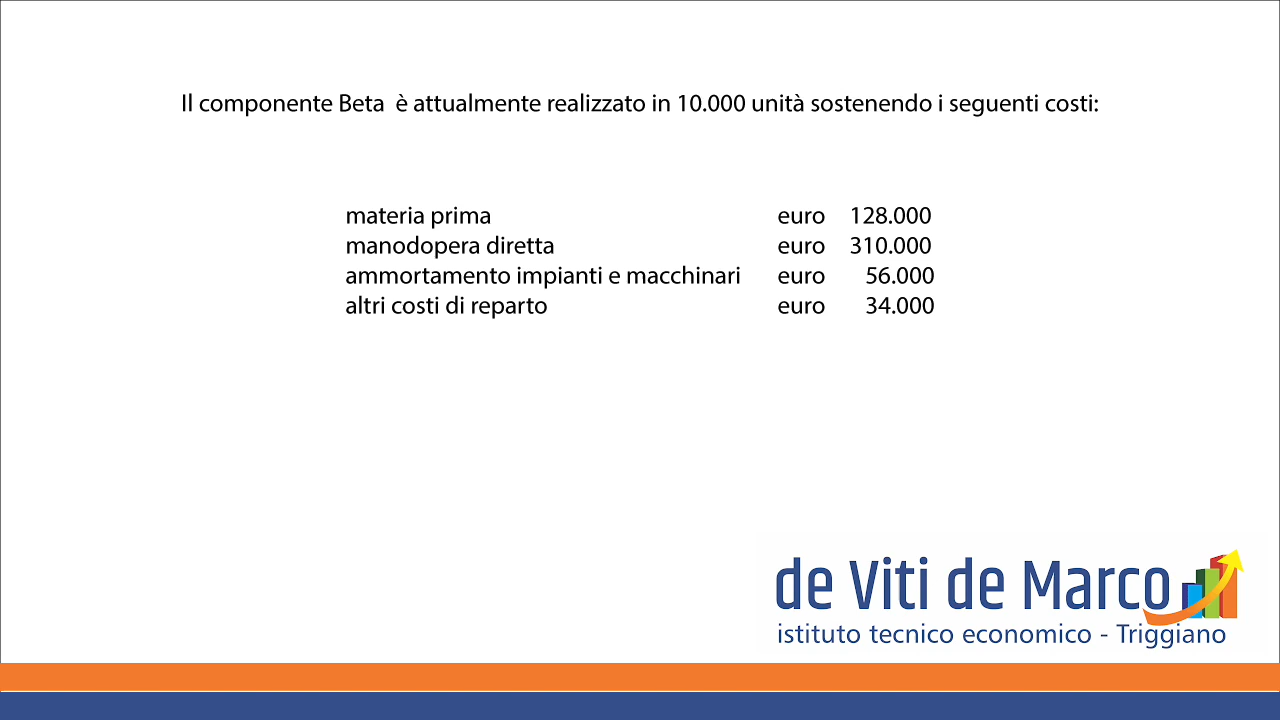 Il componente Beta è attualmente realizzato in 10.000 unità sostenendo i seguenti costi:
materia prima euro 128.000
manodopera diretta euro 310.000
ammortamento impianti e macchinari euro 56.000
altri costi di reparto euro 34.000
de Viti de Marco
istituto tecnico economico - Triggiano